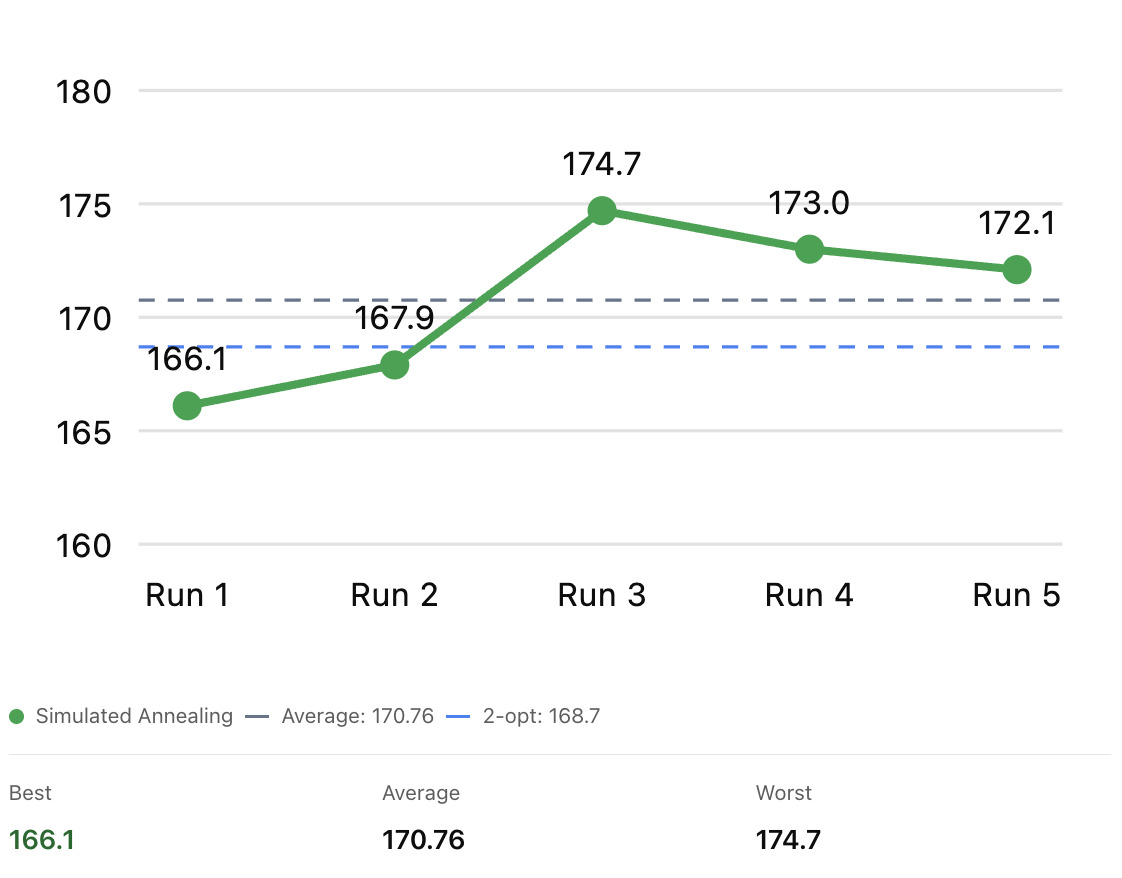 180
174.7
175
173.0
172.1
170
167.9
166.1
165
160
Run 1 Run 2 Run 3 Run 4 Run 5
Simulated Annealing Average: 170.76 2-opt: 168.7
Best Average Worst
166.1 170.76 174.7